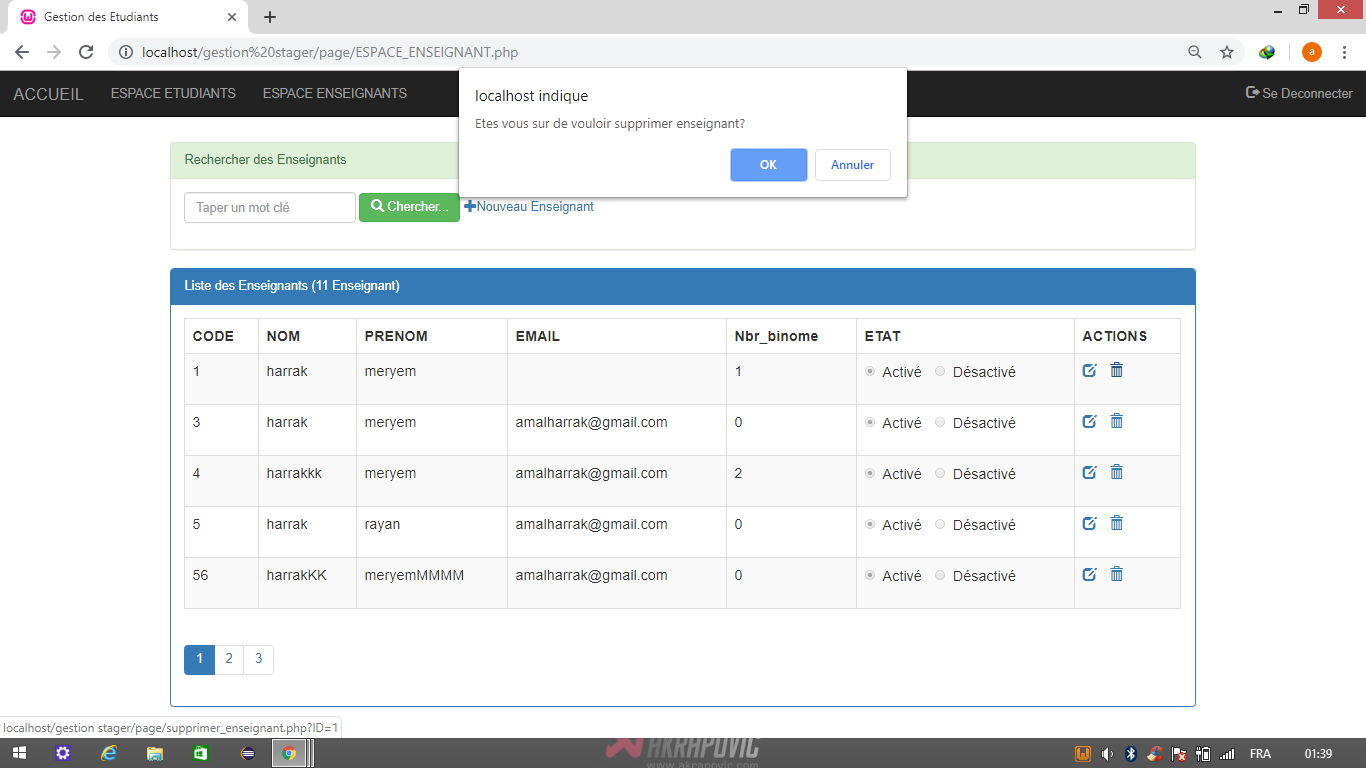 Gestion des Etudiants
localhost/gestion%20stager/page/ESPACE_ENSEIGNANT.php
a
ACCUEIL ESPACE ETUDIANTS ESPACE ENSEIGNANTS Se Deconnecter
localhost indique
Etes vous sur de vouloir supprimer enseignant?
OK Annuler
Rechercher des Enseignants
Taper un mot clé Chercher... Nouveau Enseignant
Liste des Enseignants (11 Enseignant)
CODE NOM PRENOM EMAIL Nbr_binome ETAT ACTIONS
1 harrak meryem 1 Activé Désactivé
3 harrak meryem amalharrak@gmail.com 0 Activé Désactivé
4 harrakkk meryem amalharrak@gmail.com 2 Activé Désactivé
5 harrak rayan amalharrak@gmail.com 0 Activé Désactivé
56 harrakKK meryemMMMM amalharrak@gmail.com 0 Activé Désactivé
1 2 3
localhost/gestion stager/page/supprimer_enseignant.php?ID=1
AKRAPOVIC
www.akrapovic.com
FRA 01:39